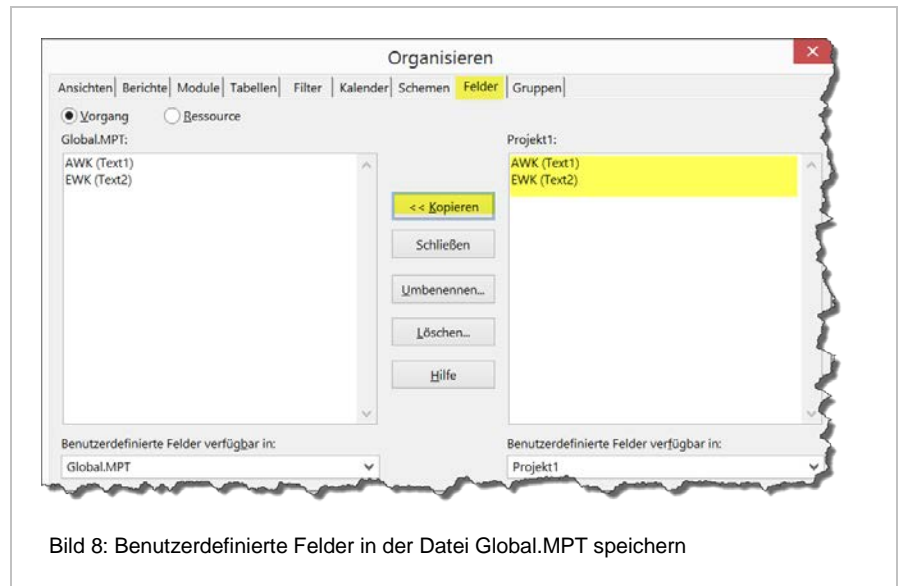 Organisieren
Ansichten Berichte Module Tabellen Filter Kalender Schemen Felder Gruppen
Vorgang Ressource
Global.MPT: Projekt1:
AWK (Text1) AWK (Text1)
EWK (Text2) EWK (Text2)
<< Kopieren
Schließen
Umbenennen...
Löschen...
Hilfe
Benutzerdefinierte Felder verfügbar in: Benutzerdefinierte Felder verfügbar in:
Global.MPT Projekt1
Bild 8: Benutzerdefinierte Felder in der Datei Global.MPT speichern